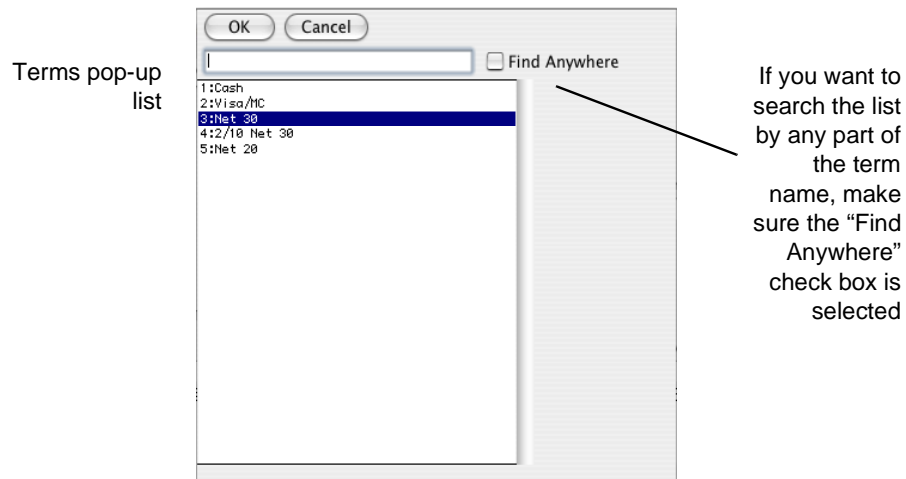 OK Cancel
Find Anywhere
Terms pop-up
list
1:Cash
2:Visa/MC
3:Net 30
4:2/10 Net 30
5:Net 20
If you want to
search the list
by any part of
the term
name, make
sure the “Find
Anywhere”
check box is
selected